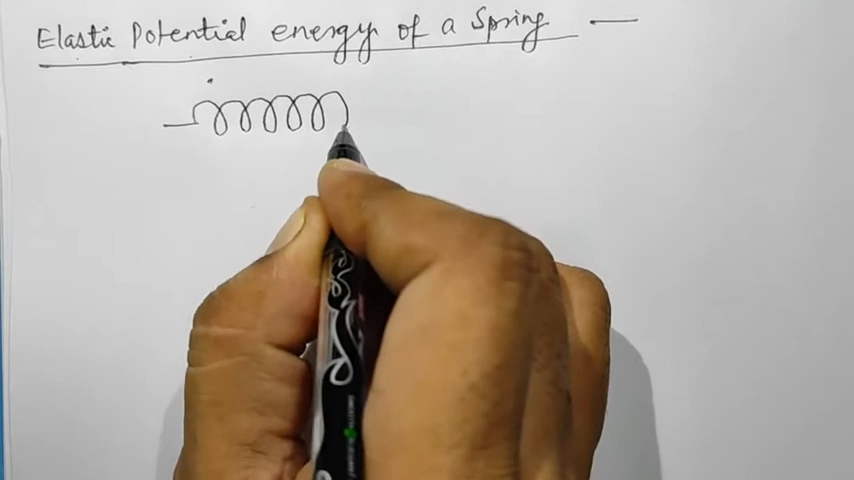 Elastic Potential energy of a Spring —